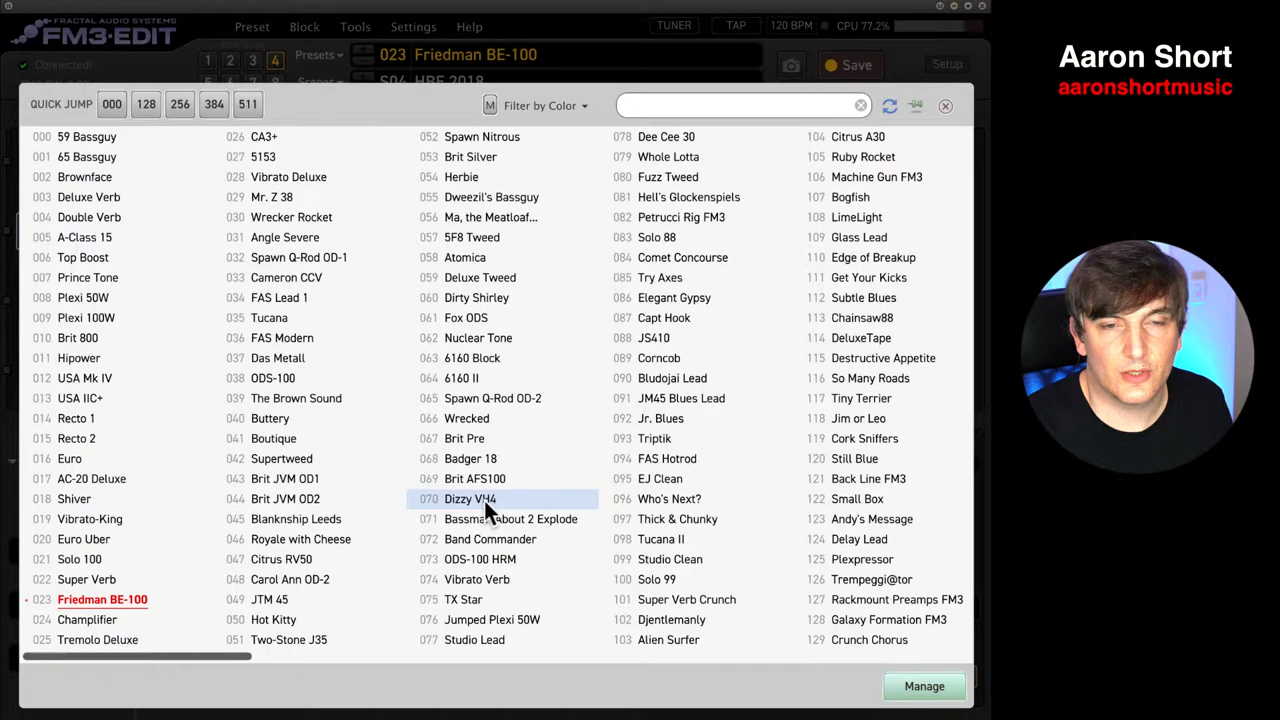 FRACTAL AUDIO SYSTEMS
FM3-EDIT
Preset Block Tools Settings Help
TUNER TAP 120 BPM CPU 77.2%
Connected!
1 2 3 4
Presets
023 Friedman BE-100
Save
Setup
S04 HBE 2018
Aaron Short
aaronshortmusic
QUICK JUMP 000 128 256 384 511
M Filter by Color
000 59 Bassguy
001 65 Bassguy
002 Brownface
003 Deluxe Verb
004 Double Verb
005 A-Class 15
006 Top Boost
007 Prince Tone
008 Plexi 50W
009 Plexi 100W
010 Brit 800
011 Hipower
012 USA Mk IV
013 USA IIC+
014 Recto 1
015 Recto 2
016 Euro
017 AC-20 Deluxe
018 Shiver
019 Vibrato-King
020 Euro Uber
021 Solo 100
022 Super Verb
023 Friedman BE-100
024 Champlifier
025 Tremolo Deluxe
026 CA3+
027 5153
028 Vibrato Deluxe
029 Mr. Z 38
030 Wrecker Rocket
031 Angle Severe
032 Spawn Q-Rod OD-1
033 Cameron CCV
034 FAS Lead 1
035 Tucana
036 FAS Modern
037 Das Metall
038 ODS-100
039 The Brown Sound
040 Buttery
041 Boutique
042 Supertweed
043 Brit JVM OD1
044 Brit JVM OD2
045 Blanknship Leeds
046 Royale with Cheese
047 Citrus RV50
048 Carol Ann OD-2
049 JTM 45
050 Hot Kitty
051 Two-Stone J35
052 Spawn Nitrous
053 Brit Silver
054 Herbie
055 Dweezil's Bassguy
056 Ma, the Meatloaf...
057 5F8 Tweed
058 Atomica
059 Deluxe Tweed
060 Dirty Shirley
061 Fox ODS
062 Nuclear Tone
063 6160 Block
064 6160 II
065 Spawn Q-Rod OD-2
066 Wrecked
067 Brit Pre
068 Badger 18
069 Brit AFS100
070 Dizzy VH4
071 Bassman About 2 Explode
072 Band Commander
073 ODS-100 HRM
074 Vibrato Verb
075 TX Star
076 Jumped Plexi 50W
077 Studio Lead
078 Dee Cee 30
079 Whole Lotta
080 Fuzz Tweed
081 Hell's Glockenspiels
082 Petrucci Rig FM3
083 Solo 88
084 Comet Concourse
085 Try Axes
086 Elegant Gypsy
087 Capt Hook
088 JS410
089 Corncob
090 Bludojai Lead
091 JM45 Blues Lead
092 Jr. Blues
093 Triptik
094 FAS Hotrod
095 EJ Clean
096 Who's Next?
097 Thick & Chunky
098 Tucana II
099 Studio Clean
100 Solo 99
101 Super Verb Crunch
102 Djentlemanly
103 Alien Surfer
104 Citrus A30
105 Ruby Rocket
106 Machine Gun FM3
107 Bogfish
108 LimeLight
109 Glass Lead
110 Edge of Breakup
111 Get Your Kicks
112 Subtle Blues
113 Chainsaw88
114 DeluxeTape
115 Destructive Appetite
116 So Many Roads
117 Tiny Terrier
118 Jim or Leo
119 Cork Sniffers
120 Still Blue
121 Back Line FM3
122 Small Box
123 Andy's Message
124 Delay Lead
125 Plexpressor
126 Trempeggi@tor
127 Rackmount Preamps FM3
128 Galaxy Formation FM3
129 Crunch Chorus
Manage